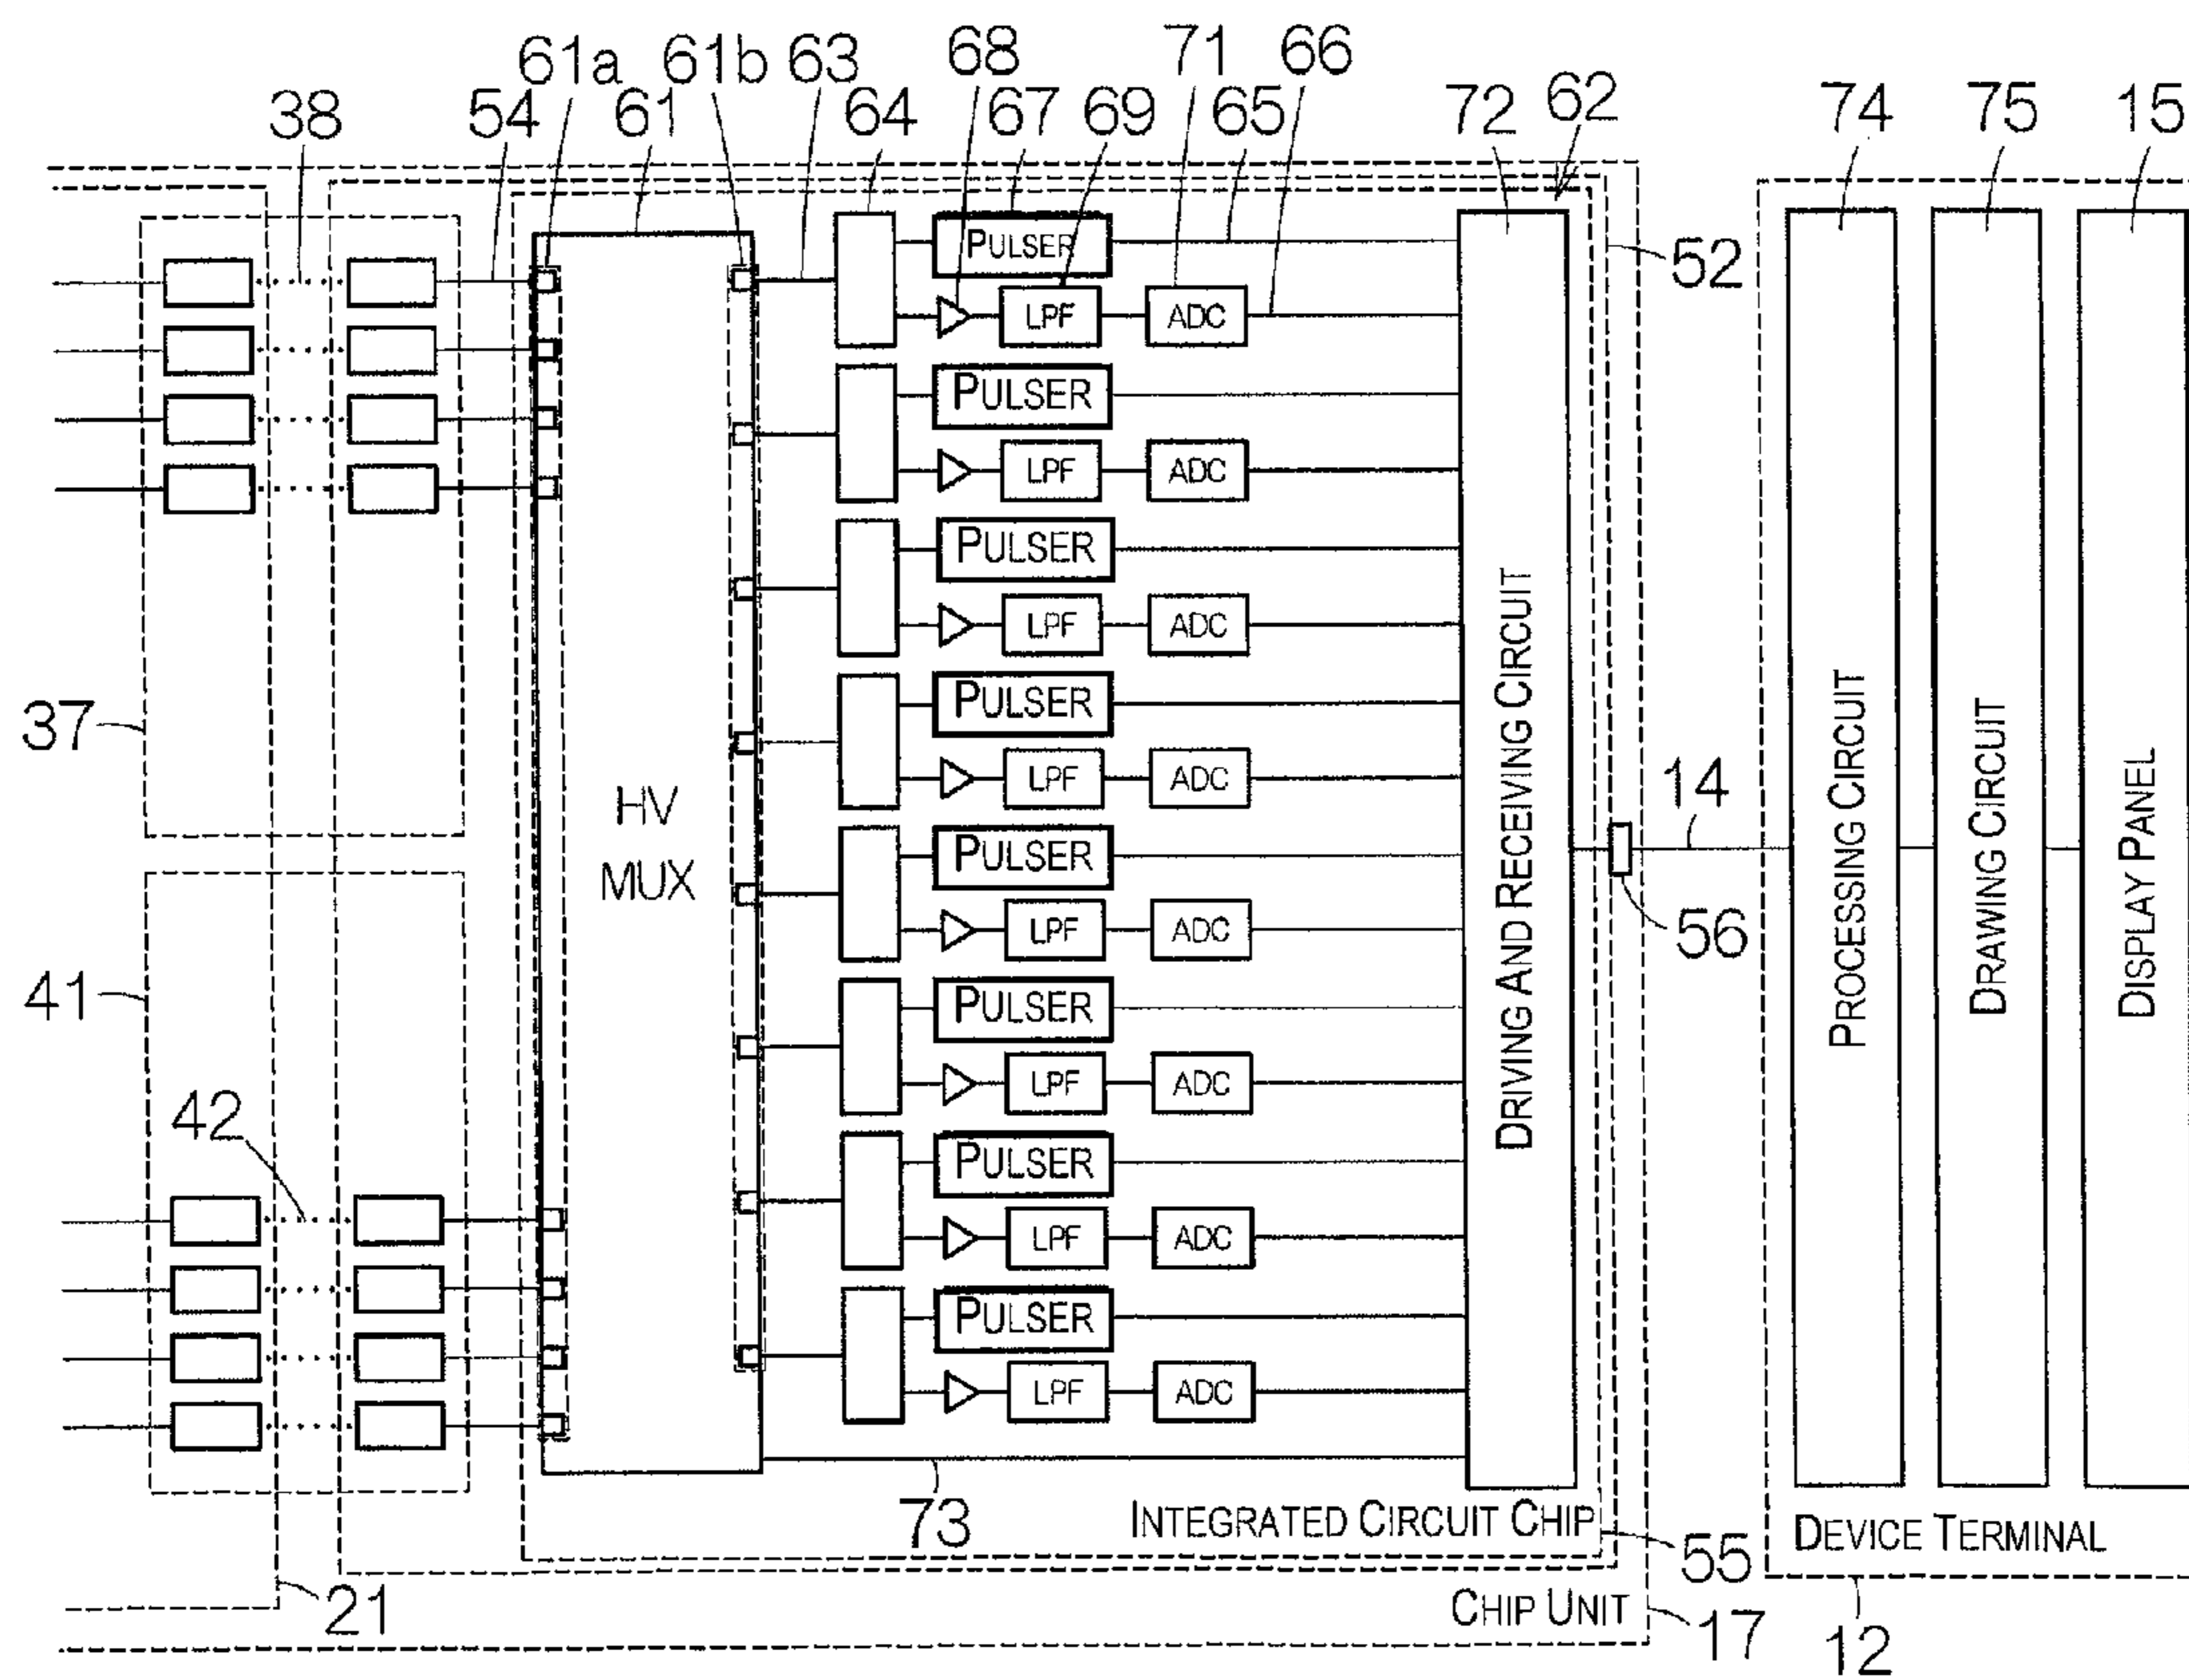 61a 61b 63 68 71 66
38 54 61 64 67 69 65 72 62 74 75 15
PULSER
52
LPF ADC
PULSER
LPF ADC
PULSER
LPF ADC
PULSER
37
LPF ADC
14
HV
MUX
PULSER
LPF ADC
56
41
PULSER
LPF ADC
42
PULSER
LPF ADC
PULSER
LPF ADC
DRIVING AND RECEIVING CIRCUIT
PROCESSING CIRCUIT
DRAWING CIRCUIT
DISPLAY PANEL
73
INTEGRATED CIRCUIT CHIP
55
DEVICE TERMINAL
21
CHIP UNIT
17
12